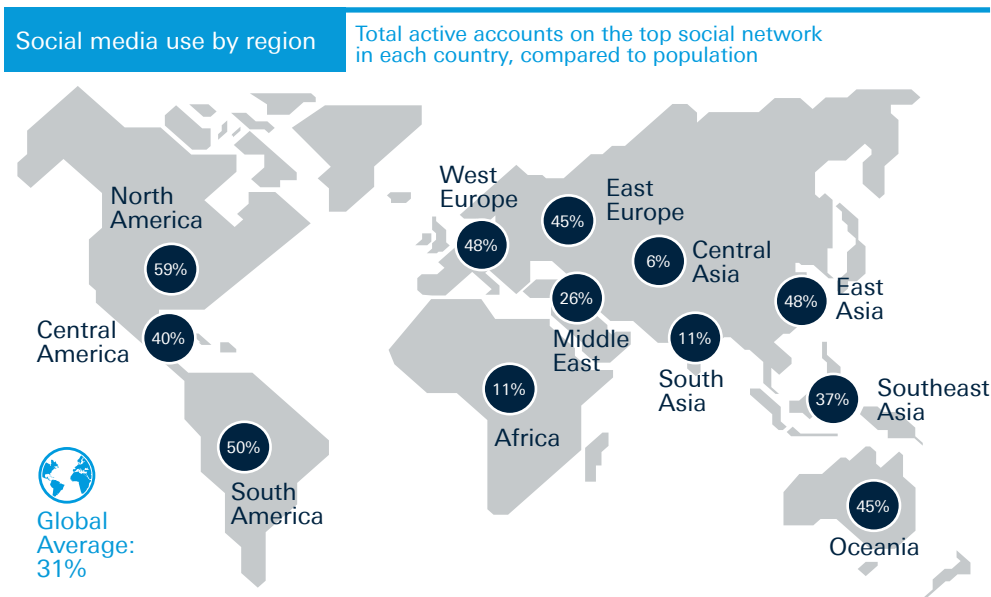 Social media use by region
Total active accounts on the top social network
in each country, compared to population
North
America
59%
Central
America
40%
South
America
50%
West
Europe
48%
East
Europe
45%
Central
Asia
6%
Middle
East
26%
East
Asia
48%
South
Asia
11%
Southeast
Asia
37%
Africa
11%
Oceania
45%
Global
Average:
31%